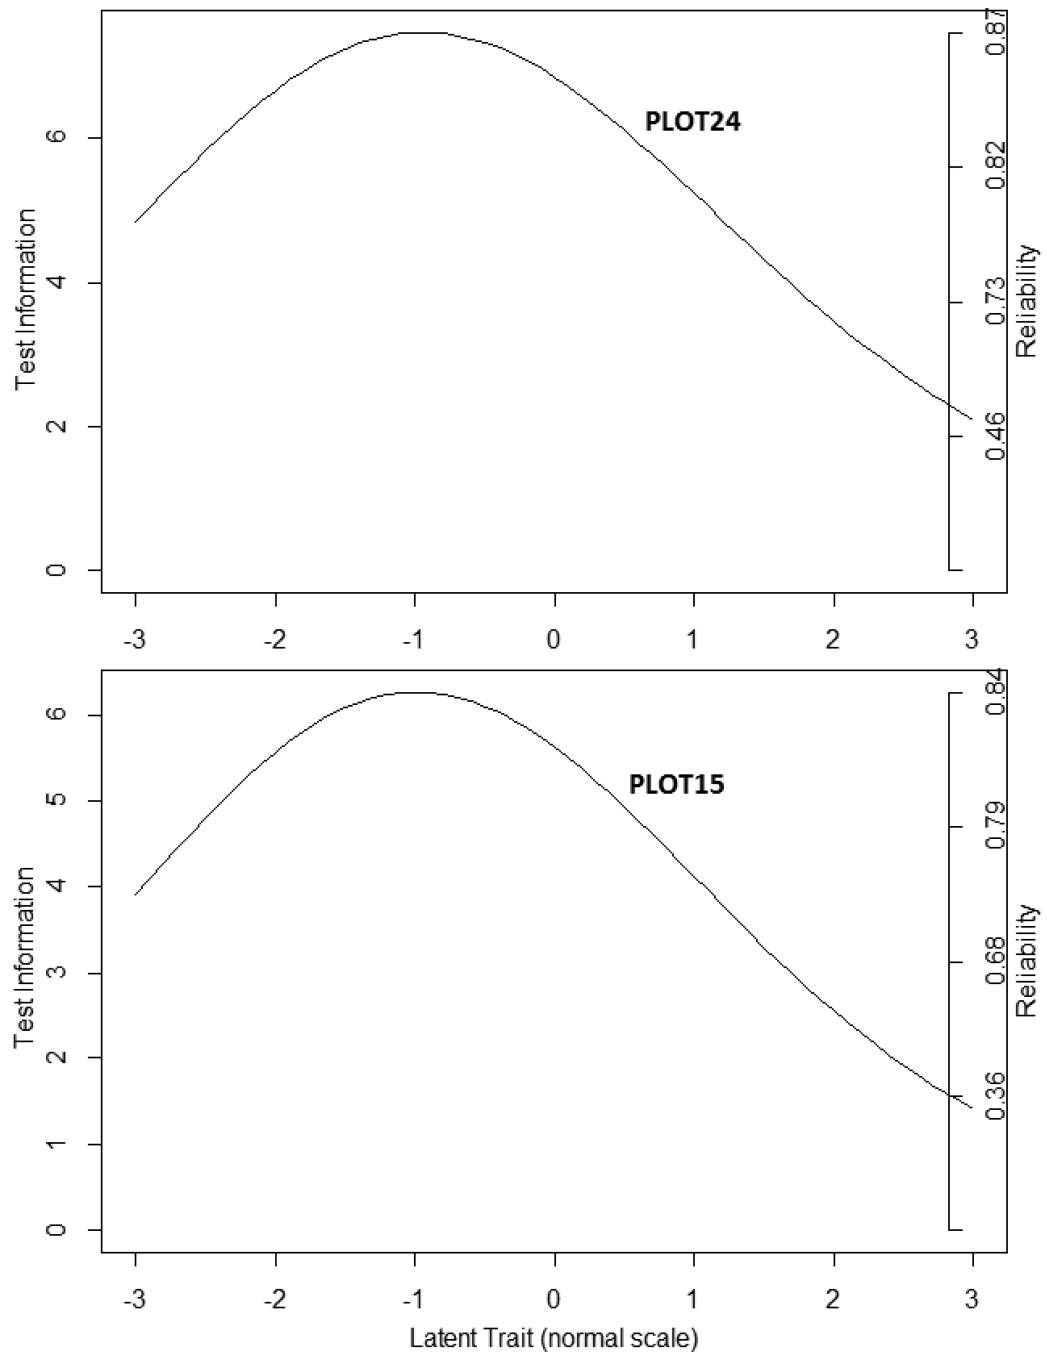 PLOT24
Test Information
0 2 4 6
Reliability
0.46 0.73 0.82 0.87
-3 -2 -1 0 1 2 3
PLOT15
Test Information
0 1 2 3 4 5 6
Reliability
0.36 0.68 0.79 0.84
-3 -2 -1 0 1 2 3
Latent Trait (normal scale)